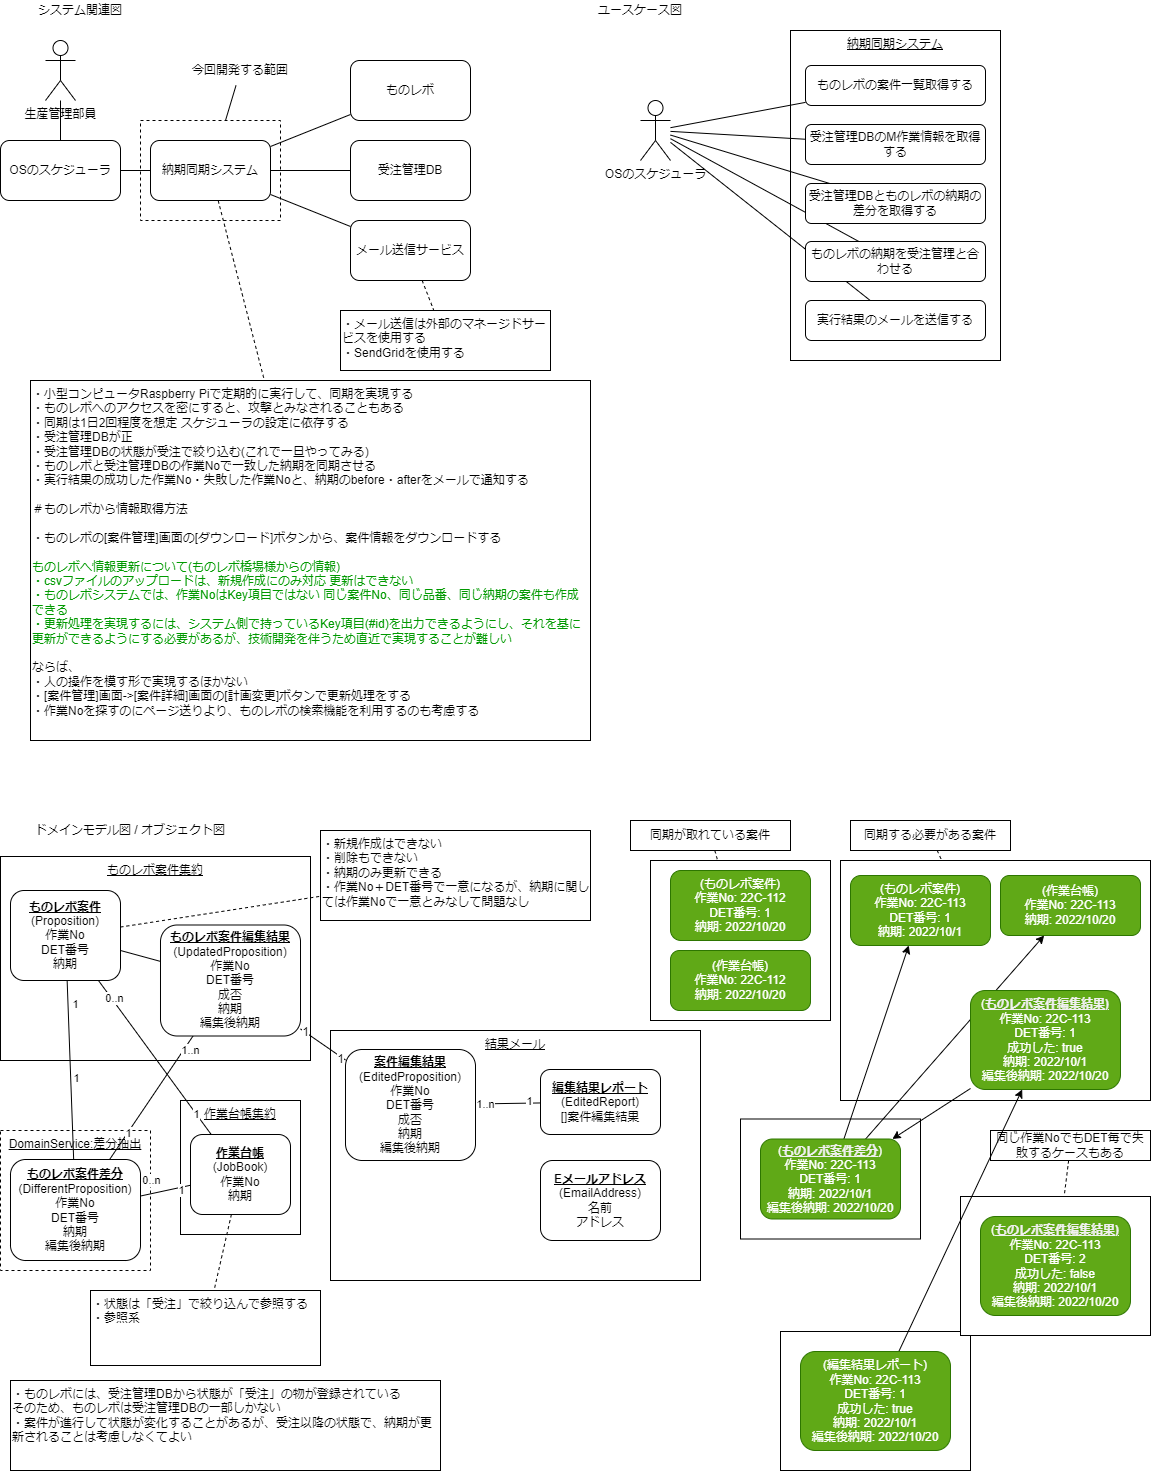 システム関連図
生産管理部員
OSのスケジューラ
今回開発する範囲
納期同期システム
ものレボ
受注管理DB
メール送信サービス
・メール送信は外部のマネージドサー
ビスを使用する
・SendGridを使用する
・小型コンピュータRaspberry Piで定期的に実行して、同期を実現する
・ものレボへのアクセスを密にすると、攻撃とみなされることもある
・同期は1日2回程度を想定 スケジューラの設定に依存する
・受注管理DBが正
・受注管理DBの状態が受注で絞り込む(これで一旦やってみる)
・ものレボと受注管理DBの作業Noで一致した納期を同期させる
・実行結果の成功した作業No・失敗した作業Noと、納期のbefore・afterをメールで通知する
＃ものレボから情報取得方法
・ものレボの[案件管理]画面の[ダウンロード]ボタンから、案件情報をダウンロードする
ものレボへ情報更新について(ものレボ橋場様からの情報)
・csvファイルのアップロードは、新規作成にのみ対応 更新はできない
・ものレボシステムでは、作業NoはKey項目ではない 同じ案件No、同じ品番、同じ納期の案件も作成
できる
・更新処理を実現するには、システム側で持っているKey項目(#id)を出力できるようにし、それを基に
更新ができるようにする必要があるが、技術開発を伴うため直近で実現することが難しい
ならば、
・人の操作を模す形で実現するほかない
・[案件管理]画面->[案件詳細]画面の[計画変更]ボタンで更新処理をする
・作業Noを探すのにページ送りより、ものレボの検索機能を利用するのも考慮する
ユースケース図
OSのスケジューラ
納期同期システム
ものレボの案件一覧取得する
受注管理DBのM作業情報を取得
する
受注管理DBとものレボの納期の
差分を取得する
ものレボの納期を受注管理と合
わせる
実行結果のメールを送信する
ドメインモデル図 / オブジェクト図
ものレボ案件集約
ものレボ案件
(Proposition)
作業No
DET番号
納期
ものレボ案件編集結果
(UpdatedProposition)
作業No
DET番号
成否
納期
編集後納期
・新規作成はできない
・削除もできない
・納期のみ更新できる
・作業No＋DET番号で一意になるが、納期に関し
ては作業Noで一意とみなして問題なし
1
0..n
1
1..n
1
1
1
1
0..n
1
DomainService:差分抽出
ものレボ案件差分
(DifferentProposition)
作業No
DET番号
納期
編集後納期
作業台帳集約
作業台帳
(JobBook)
作業No
納期
・状態は「受注」で絞り込んで参照する
・参照系
結果メール
案件編集結果
(EditedProposition)
作業No
DET番号
成否
納期
編集後納期
1..n
1
編集結果レポート
(EditedReport)
[]案件編集結果
Eメールアドレス
(EmailAddress)
名前
アドレス
・ものレボには、受注管理DBから状態が「受注」の物が登録されている
そのため、ものレボは受注管理DBの一部しかない
・案件が進行して状態が変化することがあるが、受注以降の状態で、納期が更
新されることは考慮しなくてよい
同期が取れている案件
(ものレボ案件)
作業No: 22C-112
DET番号: 1
納期: 2022/10/20
(作業台帳)
作業No: 22C-112
納期: 2022/10/20
同期する必要がある案件
(ものレボ案件)
作業No: 22C-113
DET番号: 1
納期: 2022/10/1
(作業台帳)
作業No: 22C-113
納期: 2022/10/20
(ものレボ案件編集結果)
作業No: 22C-113
DET番号: 1
成功した: true
納期: 2022/10/1
編集後納期: 2022/10/20
(ものレボ案件差分)
作業No: 22C-113
DET番号: 1
納期: 2022/10/1
編集後納期: 2022/10/20
同じ作業NoでもDET毎で失
敗するケースもある
(ものレボ案件編集結果)
作業No: 22C-113
DET番号: 2
成功した: false
納期: 2022/10/1
編集後納期: 2022/10/20
(編集結果レポート)
作業No: 22C-113
DET番号: 1
成功した: true
納期: 2022/10/1
編集後納期: 2022/10/20